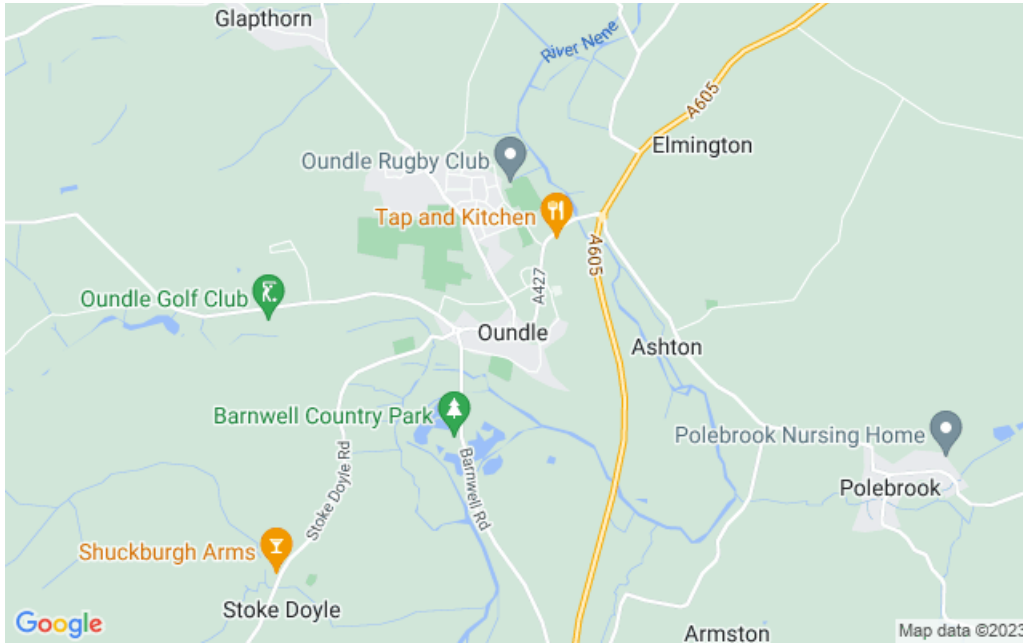 Glapthorn
River Nene
A605
Elmington
Oundle Rugby Club
Tap and Kitchen
A605
A427
Oundle Golf Club
Oundle
Ashton
Barnwell Country Park
Polebrook Nursing Home
Stoke Doyle Rd
Barnwell Rd
Polebrook
Shuckburgh Arms
Stoke Doyle
Armston
Google
Map data ©2023